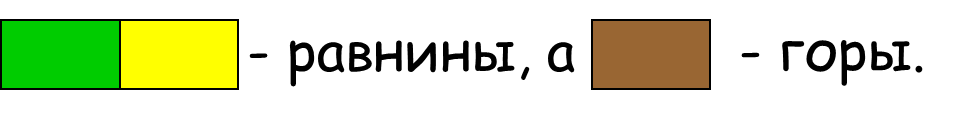 - равнины, а - горы.